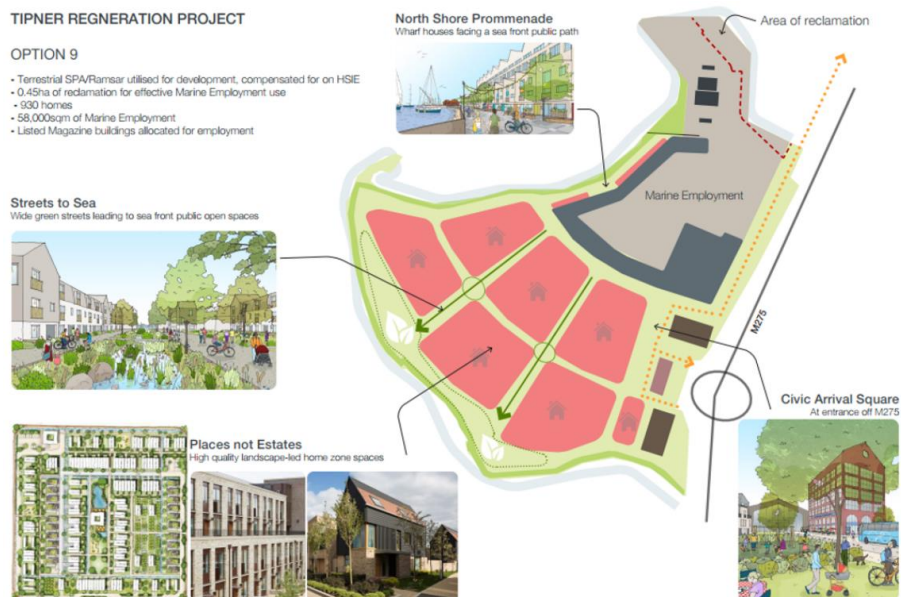 TIPNER REGNERATION PROJECT
OPTION 9
- Terrestrial SPA/Ramsar utilised for development, compensated for on HSIE
- 0.45ha of reclamation for effective Marine Employment use
- 930 homes
- 58,000sqm of Marine Employment
- Listed Magazine buildings allocated for employment
North Shore Prommenade
Wharf houses facing a sea front public path
Area of reclamation
Marine Employment
Streets to Sea
Wide green streets leading to sea front public open spaces
M275
Civic Arrival Square
At entrance off M275
Places not Estates
High quality landscape-led home zone spaces